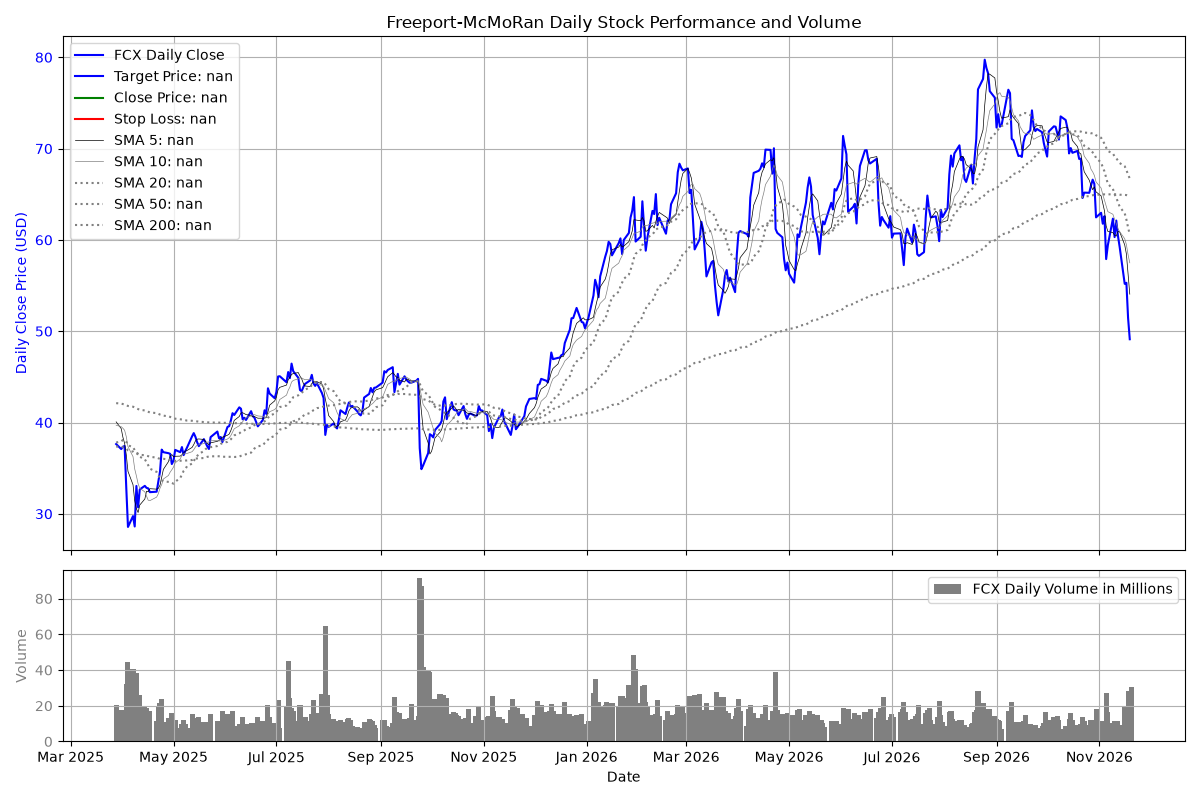 Freeport-McMoRan Daily Stock Performance and Volume
FCX Daily Close
Target Price: nan
Close Price: nan
Stop Loss: nan
SMA 5: nan
SMA 10: nan
SMA 20: nan
SMA 50: nan
SMA 200: nan
Daily Close Price (USD)
80
70
60
50
40
30
FCX Daily Volume in Millions
Volume
80
60
40
20
0
Mar 2025 May 2025 Jul 2025 Sep 2025 Nov 2025 Jan 2026 Mar 2026 May 2026 Jul 2026 Sep 2026 Nov 2026
Date